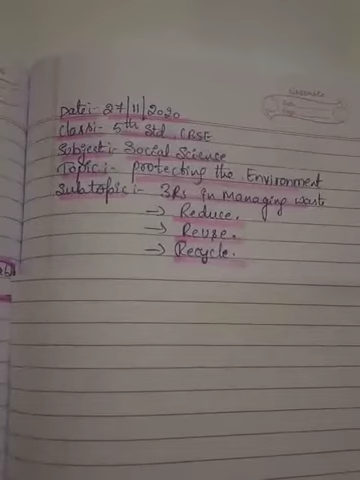 Date:- 27/11/2020
Class:- 5th Std, CBSE
Subject:- Social Science
Topic:- protecting the Environment
Subtopic:- 3Rs in Managing waste
→ Reduce.
→ Reuse.
→ Recycle.